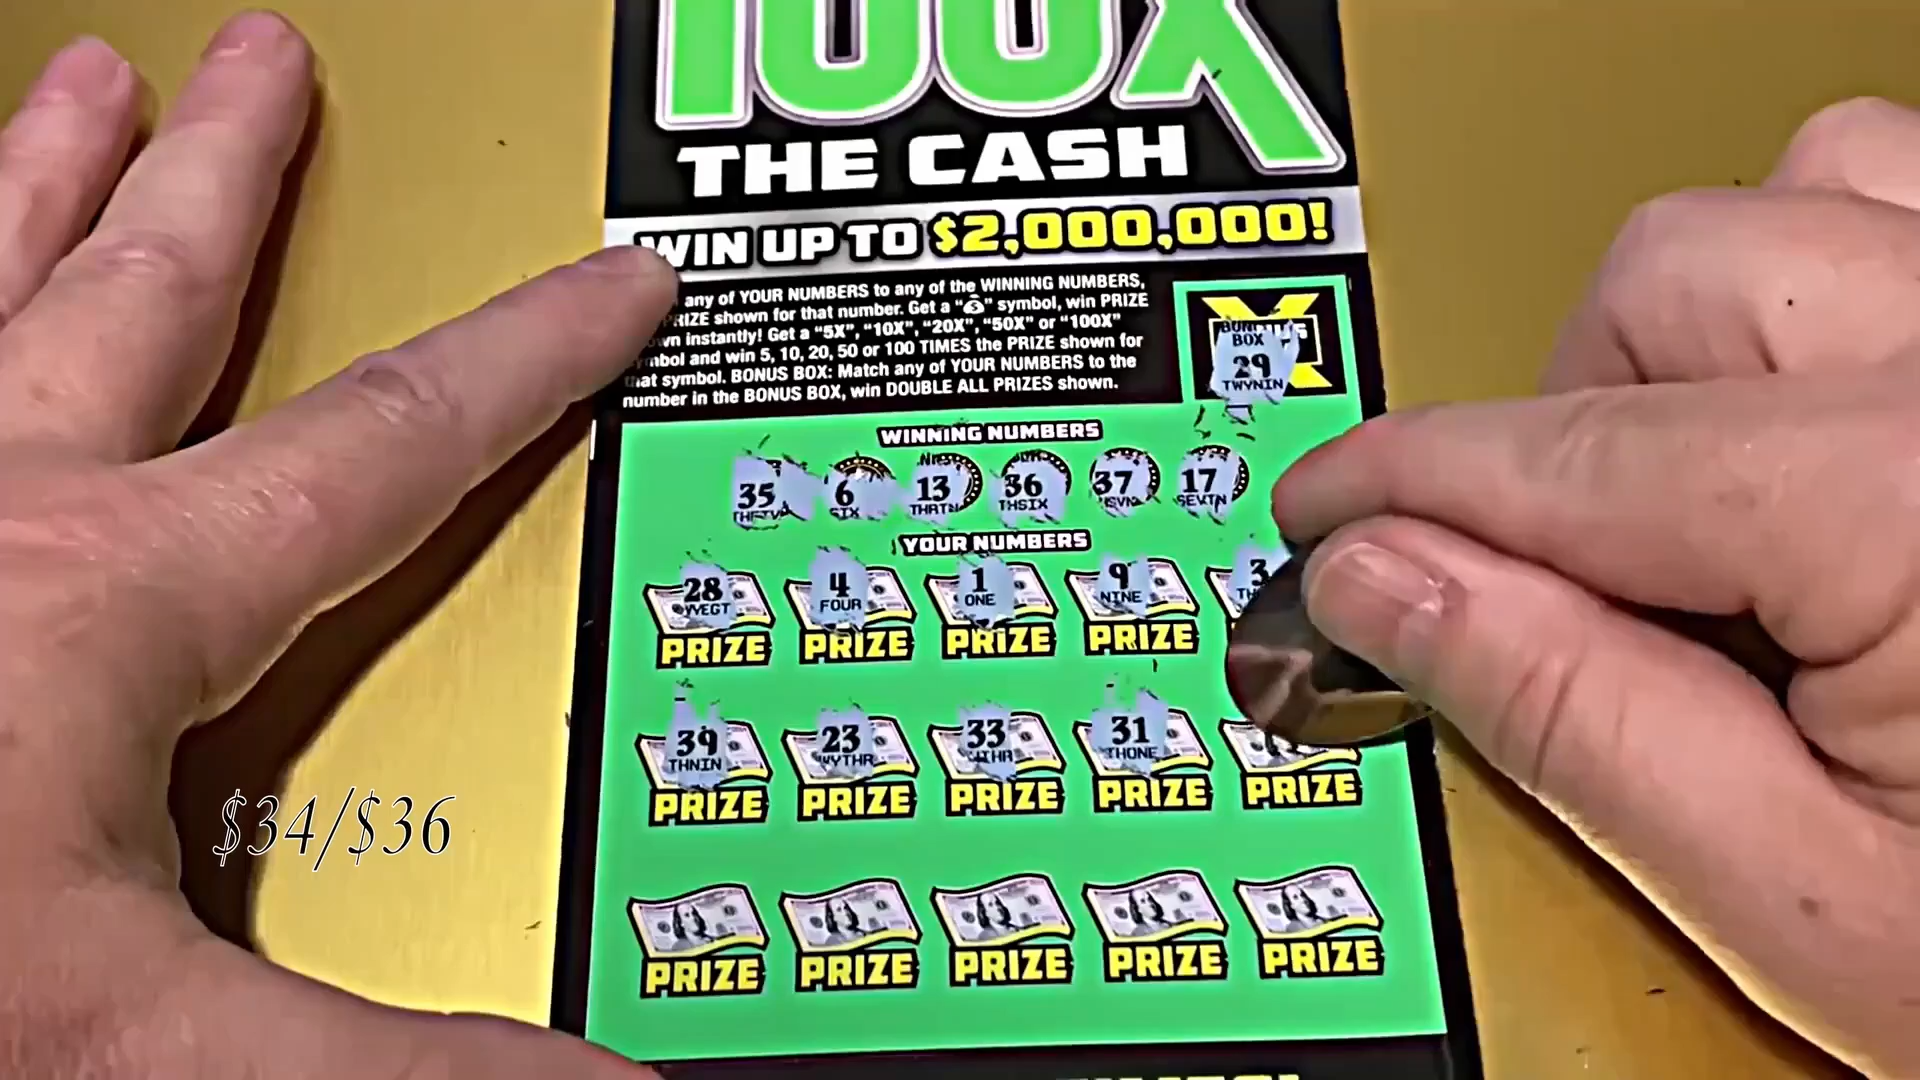 100X
THE CASH
WIN UP TO $2,000,000!
any of YOUR NUMBERS to any of the WINNING NUMBERS,
PRIZE shown for that number. Get a " " symbol, win PRIZE
instantly! Get a "5X", "10X", "20X", "50X" or "100X"
symbol and win 5, 10, 20, 50 or 100 TIMES the PRIZE shown for
that symbol. BONUS BOX: Match any of YOUR NUMBERS to the
number in the BONUS BOX, win DOUBLE ALL PRIZES shown.
BOX
29
TWYNIN
WINNING NUMBERS
35 6 13 36 37 17
SIX THRTN THSIX SEVTN
YOUR NUMBERS
28 4 1 9 3
FOUR ONE NINE
PRIZE PRIZE PRIZE PRIZE
39 23 33 31
THNIN THONE
PRIZE PRIZE PRIZE PRIZE PRIZE
PRIZE PRIZE PRIZE PRIZE PRIZE
$34/$36